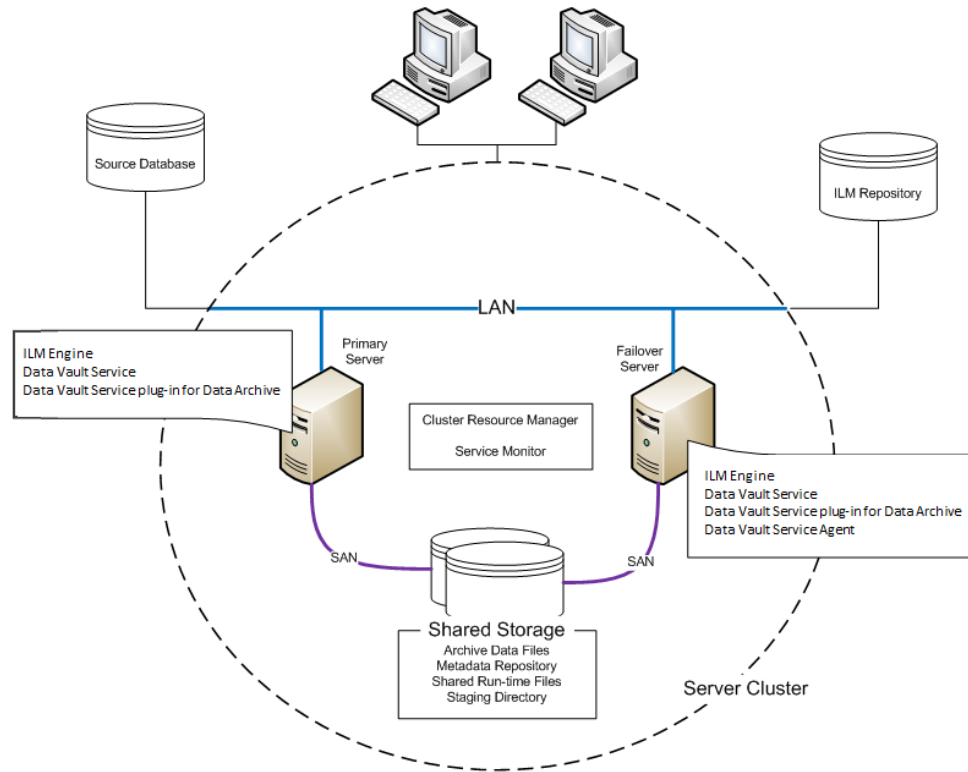 Source Database
ILM Repository
LAN
Primary
Server
Failover
Server
ILM Engine
Data Vault Service
Data Vault Service plug-in for Data Archive
Cluster Resource Manager
Service Monitor
ILM Engine
Data Vault Service
Data Vault Service plug-in for Data Archive
Data Vault Service Agent
SAN
SAN
Shared Storage
Archive Data Files
Metadata Repository
Shared Run-time Files
Staging Directory
Server Cluster